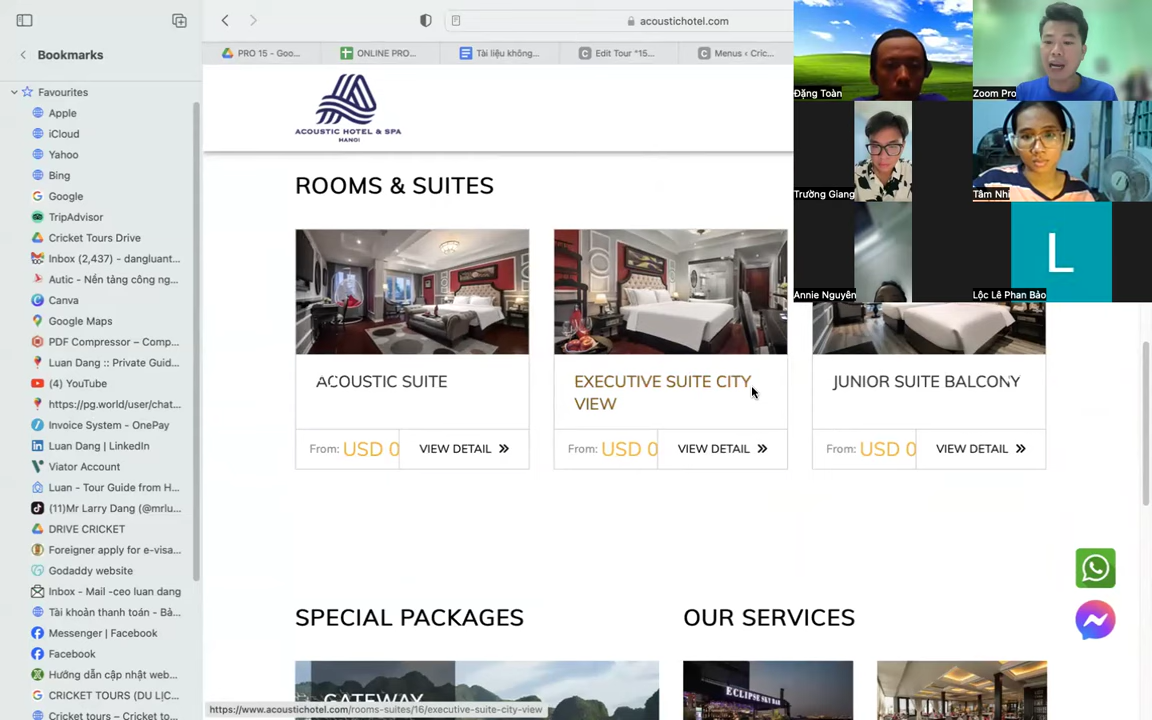 Bookmarks
Favourites
Apple
iCloud
Yahoo
Bing
Google
TripAdvisor
Cricket Tours Drive
Inbox (2,437) - dangluant...
Autic - Nền tảng công ng...
Canva
Google Maps
PDF Compressor – Comp...
Luan Dang :: Private Guid...
(4) YouTube
https://pg.world/user/chat...
Invoice System - OnePay
Luan Dang | LinkedIn
Viator Account
Luan - Tour Guide from H...
(11)Mr Larry Dang (@mrlu...
DRIVE CRICKET
Foreigner apply for e-visa...
Godaddy website
Inbox - Mail -ceo luan dang
Tài khoản thanh toán - Bả...
Messenger | Facebook
Facebook
Hướng dẫn cập nhật web...
CRICKET TOURS (DU LỊC...
Cricket tours – Cricket to...
acoustichotel.com
PRO 15 - Goo...
ONLINE PRO...
Tài liệu không...
Edit Tour "15...
Menus ‹ Cric...
ACOUSTIC HOTEL & SPA
HANOI
ROOMS & SUITES
ACOUSTIC SUITE
From: USD 0
VIEW DETAIL »
EXECUTIVE SUITE CITY
VIEW
From: USD 0
VIEW DETAIL »
JUNIOR SUITE BALCONY
From: USD 0
VIEW DETAIL »
SPECIAL PACKAGES
OUR SERVICES
GATEWAY
ECLIPSE SKY BAR
https://www.acoustichotel.com/rooms-suites/16/executive-suite-city-view
Đặng Toàn
Zoom Pro
Trường Giang
Tâm Nhi
Annie Nguyên
L
Lộc Lê Phan Bảo